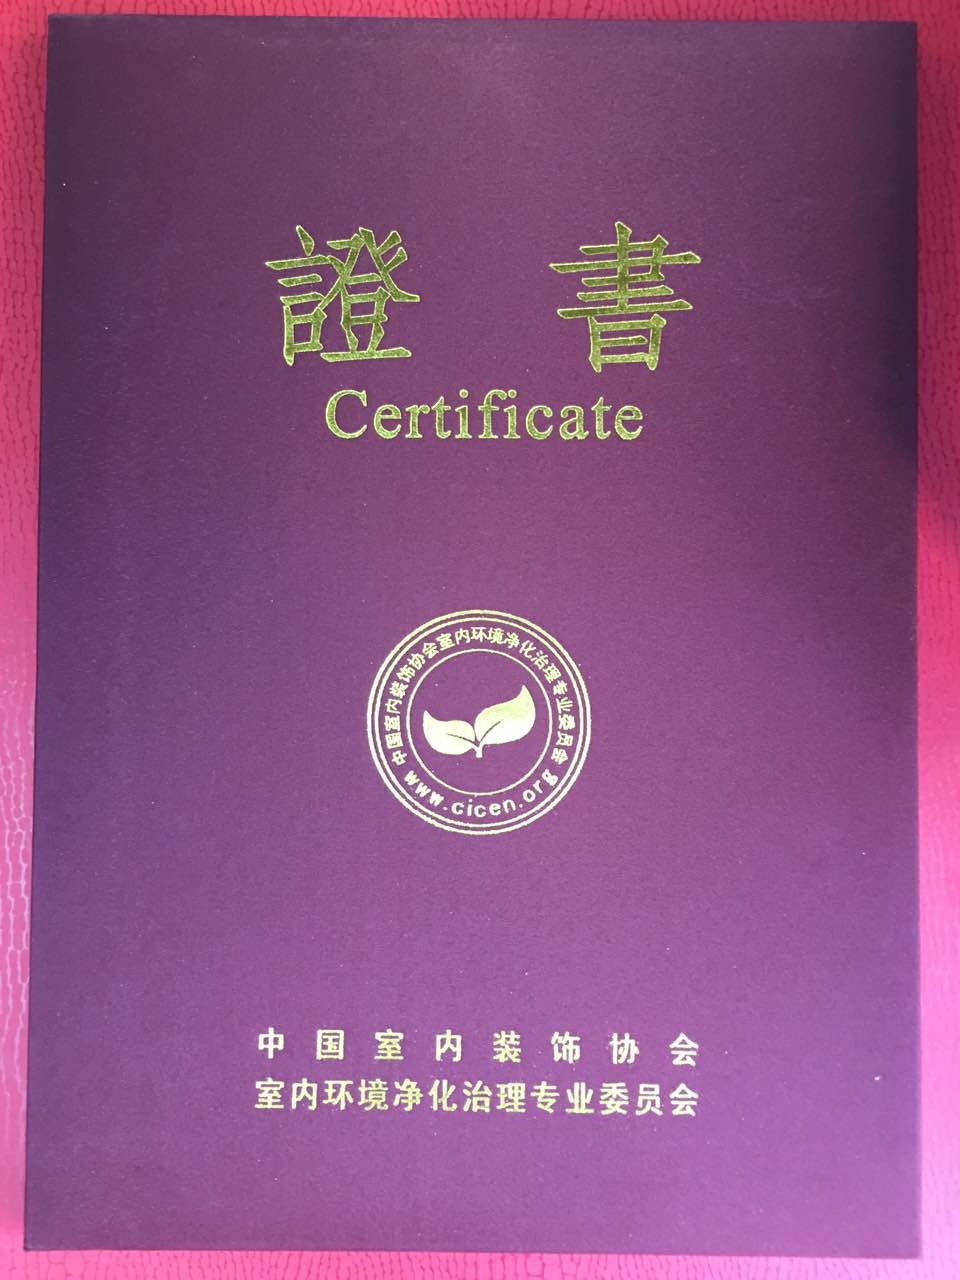 證書
Certificate
中国室内装饰协会室内环境净化治理专业委员会
www.cicen.org
中国室内装饰协会
室内环境净化治理专业委员会